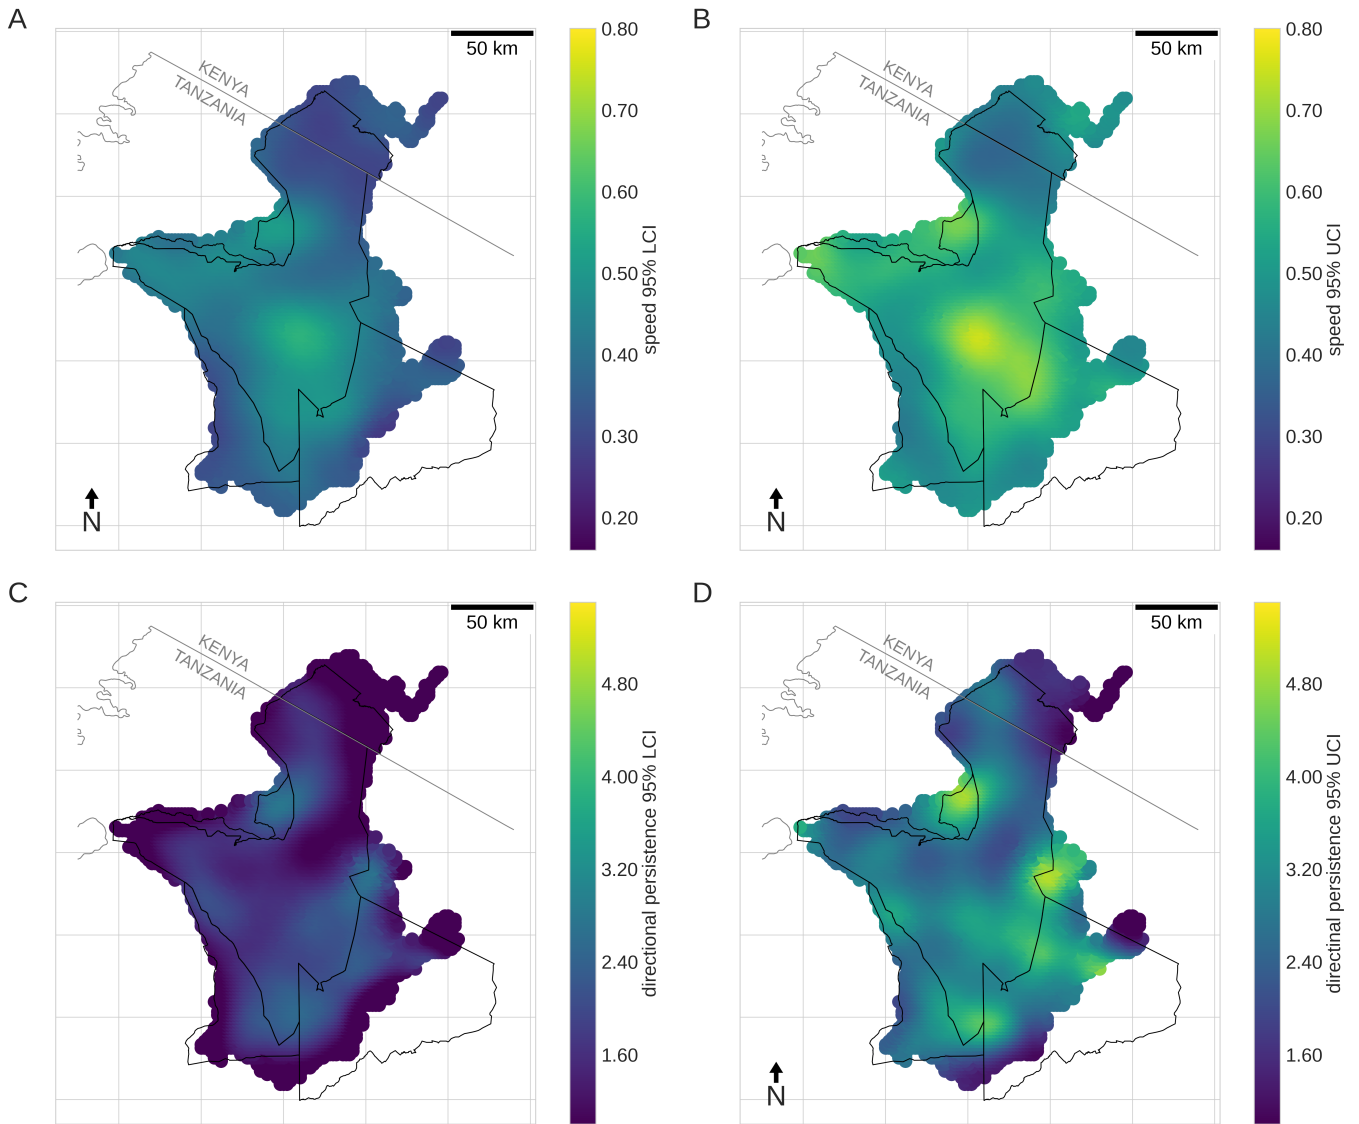 A
KENYA
TANZANIA
50 km
N
0.80
0.70
0.60
0.50
0.40
0.30
0.20
speed 95% LCI
B
KENYA
TANZANIA
50 km
N
0.80
0.70
0.60
0.50
0.40
0.30
0.20
speed 95% UCI
C
KENYA
TANZANIA
50 km
4.80
4.00
3.20
2.40
1.60
directional persistence 95% LCI
D
KENYA
TANZANIA
50 km
N
4.80
4.00
3.20
2.40
1.60
directinal persistence 95% UCI